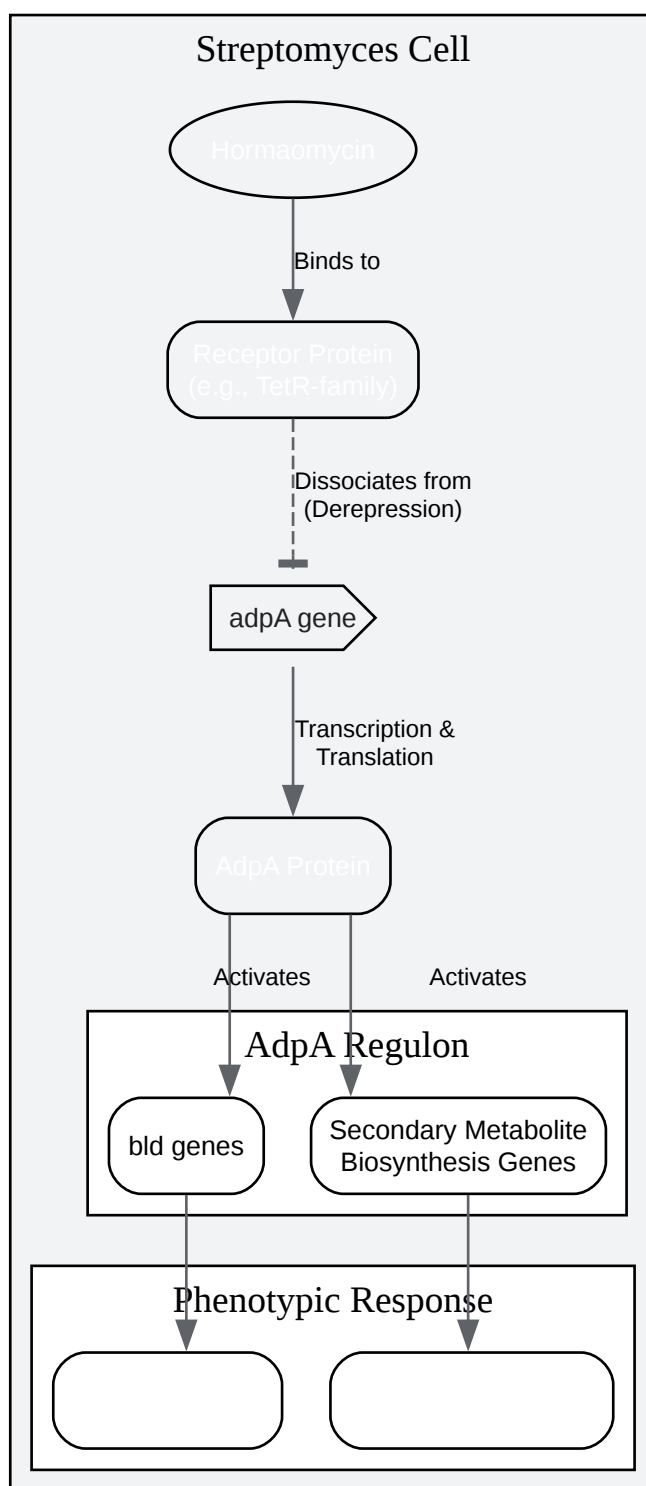 Streptomyces Cell
Hormaomycin
Binds to
Receptor Protein
(e.g., TetR-family)
Dissociates from
(Derepression)
adpA gene
Transcription &
Translation
AdpA Protein
Activates
Activates
AdpA Regulon
bld genes
Secondary Metabolite
Biosynthesis Genes
Phenotypic Response